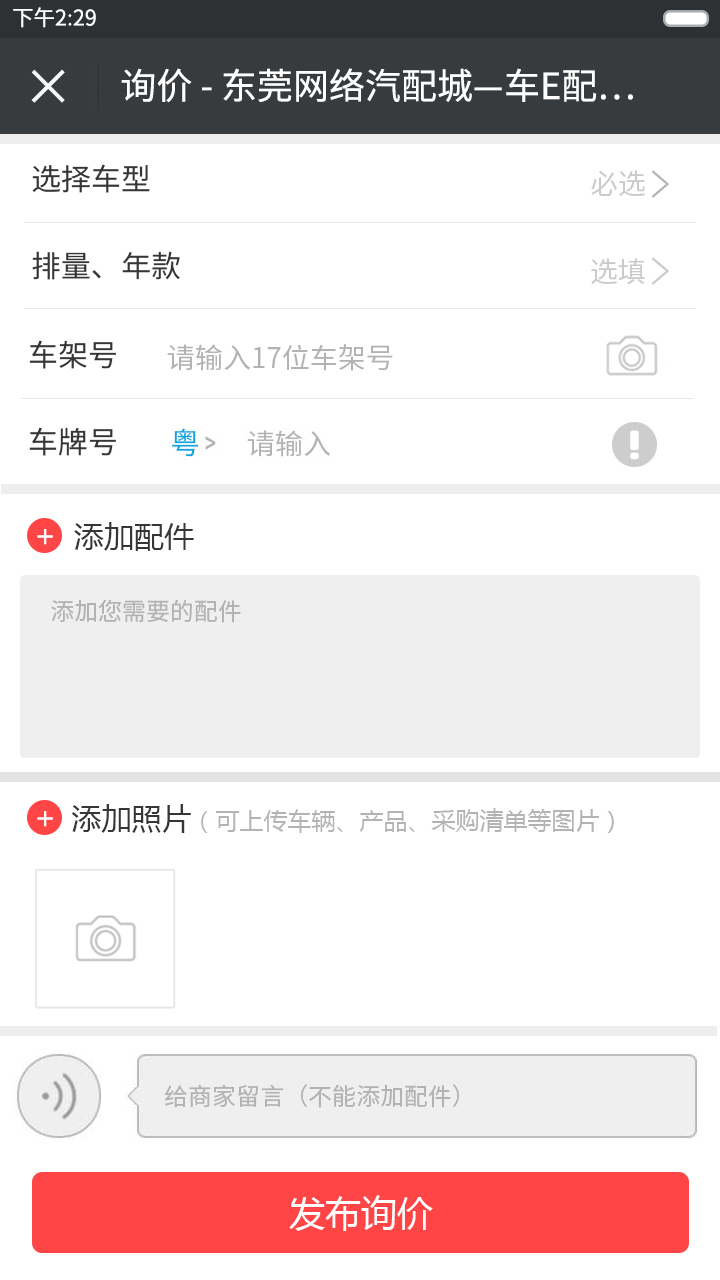 下午2:29
询价 - 东莞网络汽配城—车E配...
选择车型 必选
排量、年款 选填
车架号 请输入17位车架号
车牌号 粤 > 请输入
添加配件
添加您需要的配件
添加照片（可上传车辆、产品、采购清单等图片）
给商家留言（不能添加配件）
发布询价